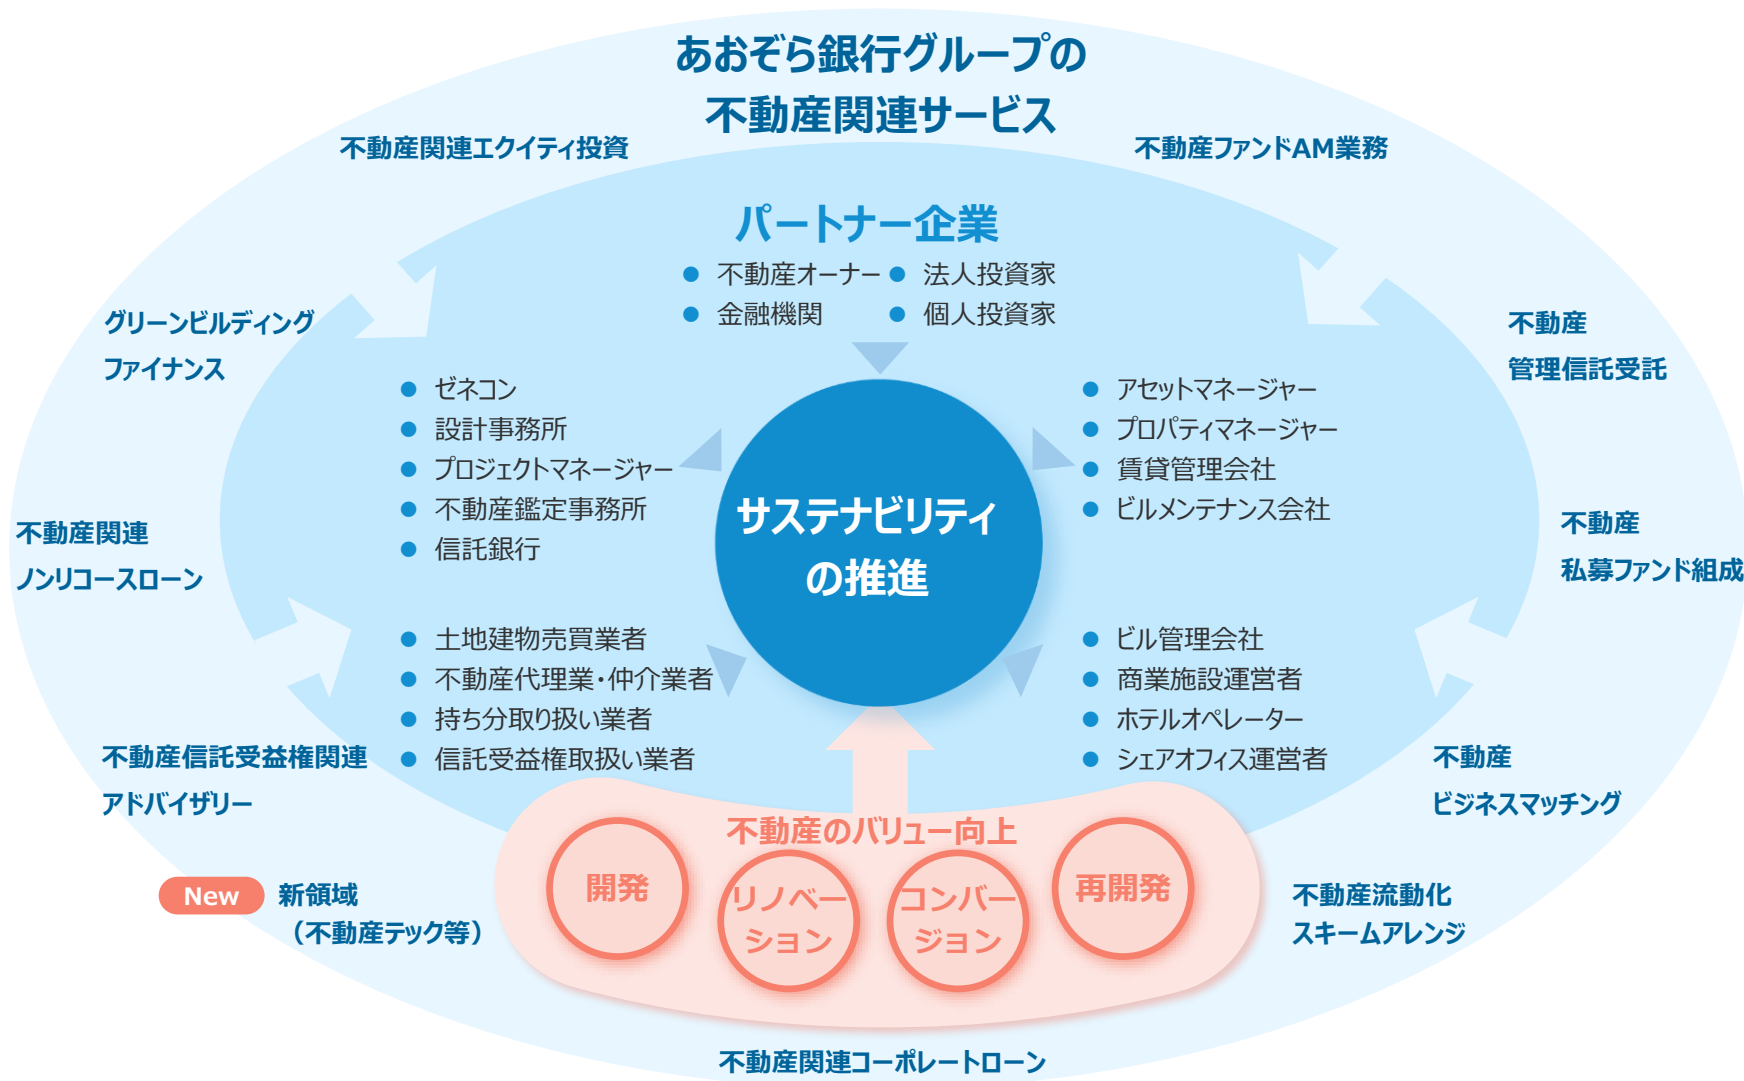 あおぞら銀行グループの
不動産関連サービス
不動産関連エクイティ投資
不動産ファンドAM業務
パートナー企業
不動産オーナー
法人投資家
金融機関
個人投資家
グリーンビルディング
ファイナンス
不動産
管理信託受託
ゼネコン
設計事務所
プロジェクトマネージャー
不動産鑑定事務所
信託銀行
アセットマネージャー
プロパティマネージャー
賃貸管理会社
ビルメンテナンス会社
サステナビリティ
の推進
不動産関連
ノンリコースローン
不動産
私募ファンド組成
土地建物売買業者
不動産代理業・仲介業者
持ち分取り扱い業者
信託受益権取扱い業者
ビル管理会社
商業施設運営者
ホテルオペレーター
シェアオフィス運営者
不動産信託受益権関連
アドバイザリー
不動産
ビジネスマッチング
不動産のバリュー向上
開発
リノベー
ション
コンバー
ジョン
再開発
New 新領域
（不動産テック等）
不動産流動化
スキームアレンジ
不動産関連コーポレートローン